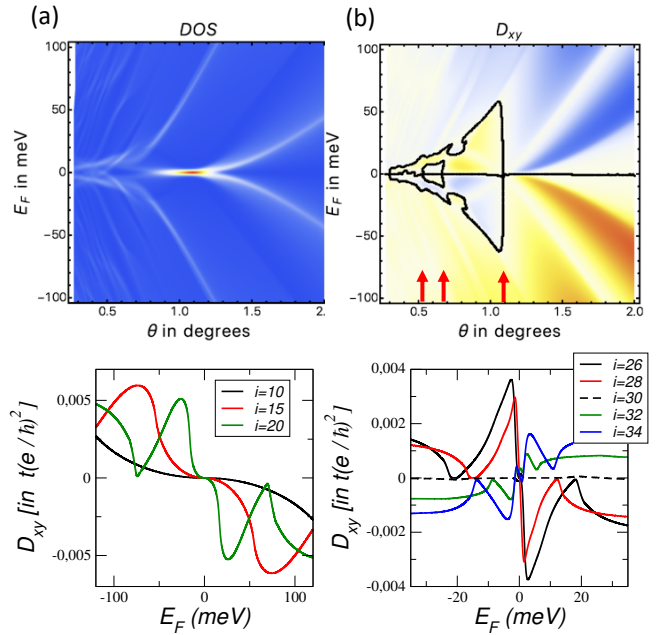 (a)
DOS
E_F in meV
100
50
0
−50
−100
0.5
1.0
1.5
2.
θ in degrees
(b)
D_xy
E_F in meV
100
50
0
−50
−100
0.5
1.0
1.5
2.0
θ in degrees
D_xy [in t(e / ħ)^2]
0,005
0
-0,005
-100
0
100
E_F (meV)
i=10
i=15
i=20
D_xy [in t(e / ħ)^2]
0,004
0,002
0
-0,002
-0,004
-20
0
20
E_F (meV)
i=26
i=28
i=30
i=32
i=34